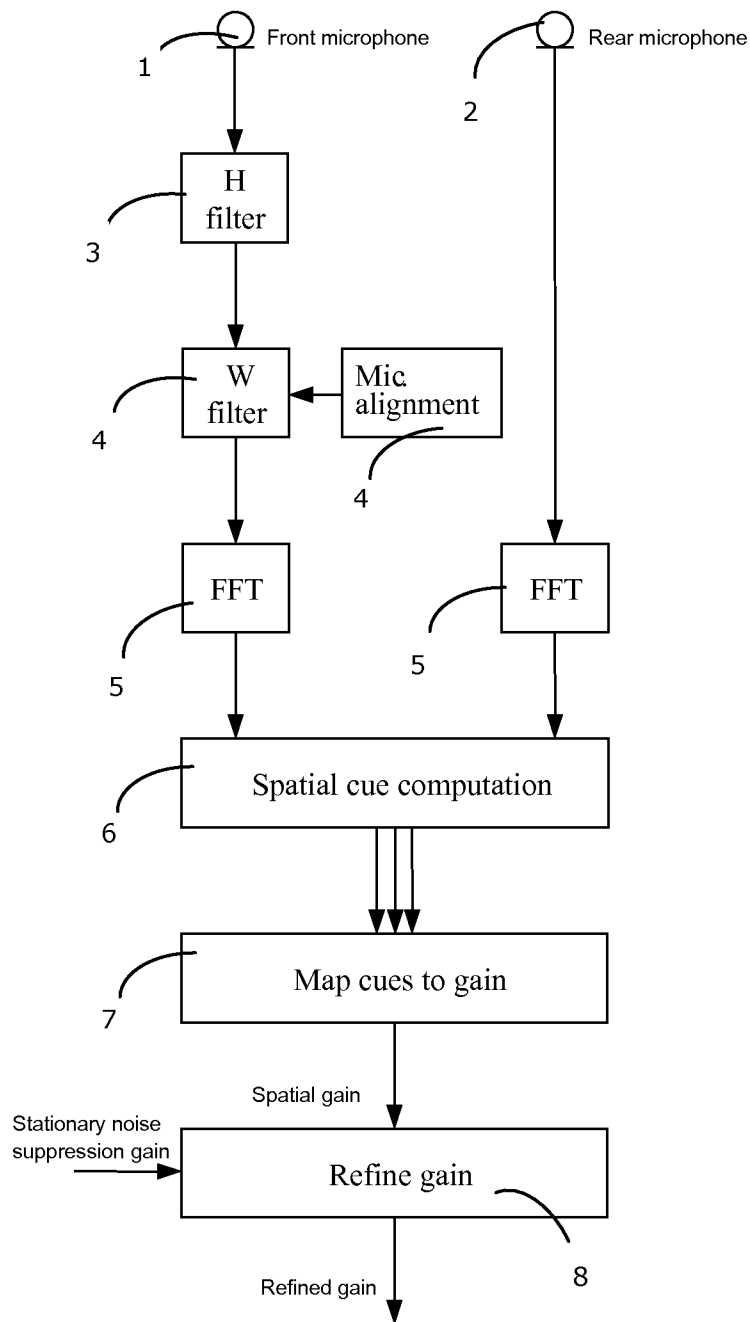 Front microphone
Rear microphone
1
2
H
filter
3
W
filter
Mic.
alignment
4
4
FFT
FFT
5
5
Spatial cue computation
6
Map cues to gain
7
Spatial gain
Stationary noise
suppression gain
Refine gain
8
Refined gain